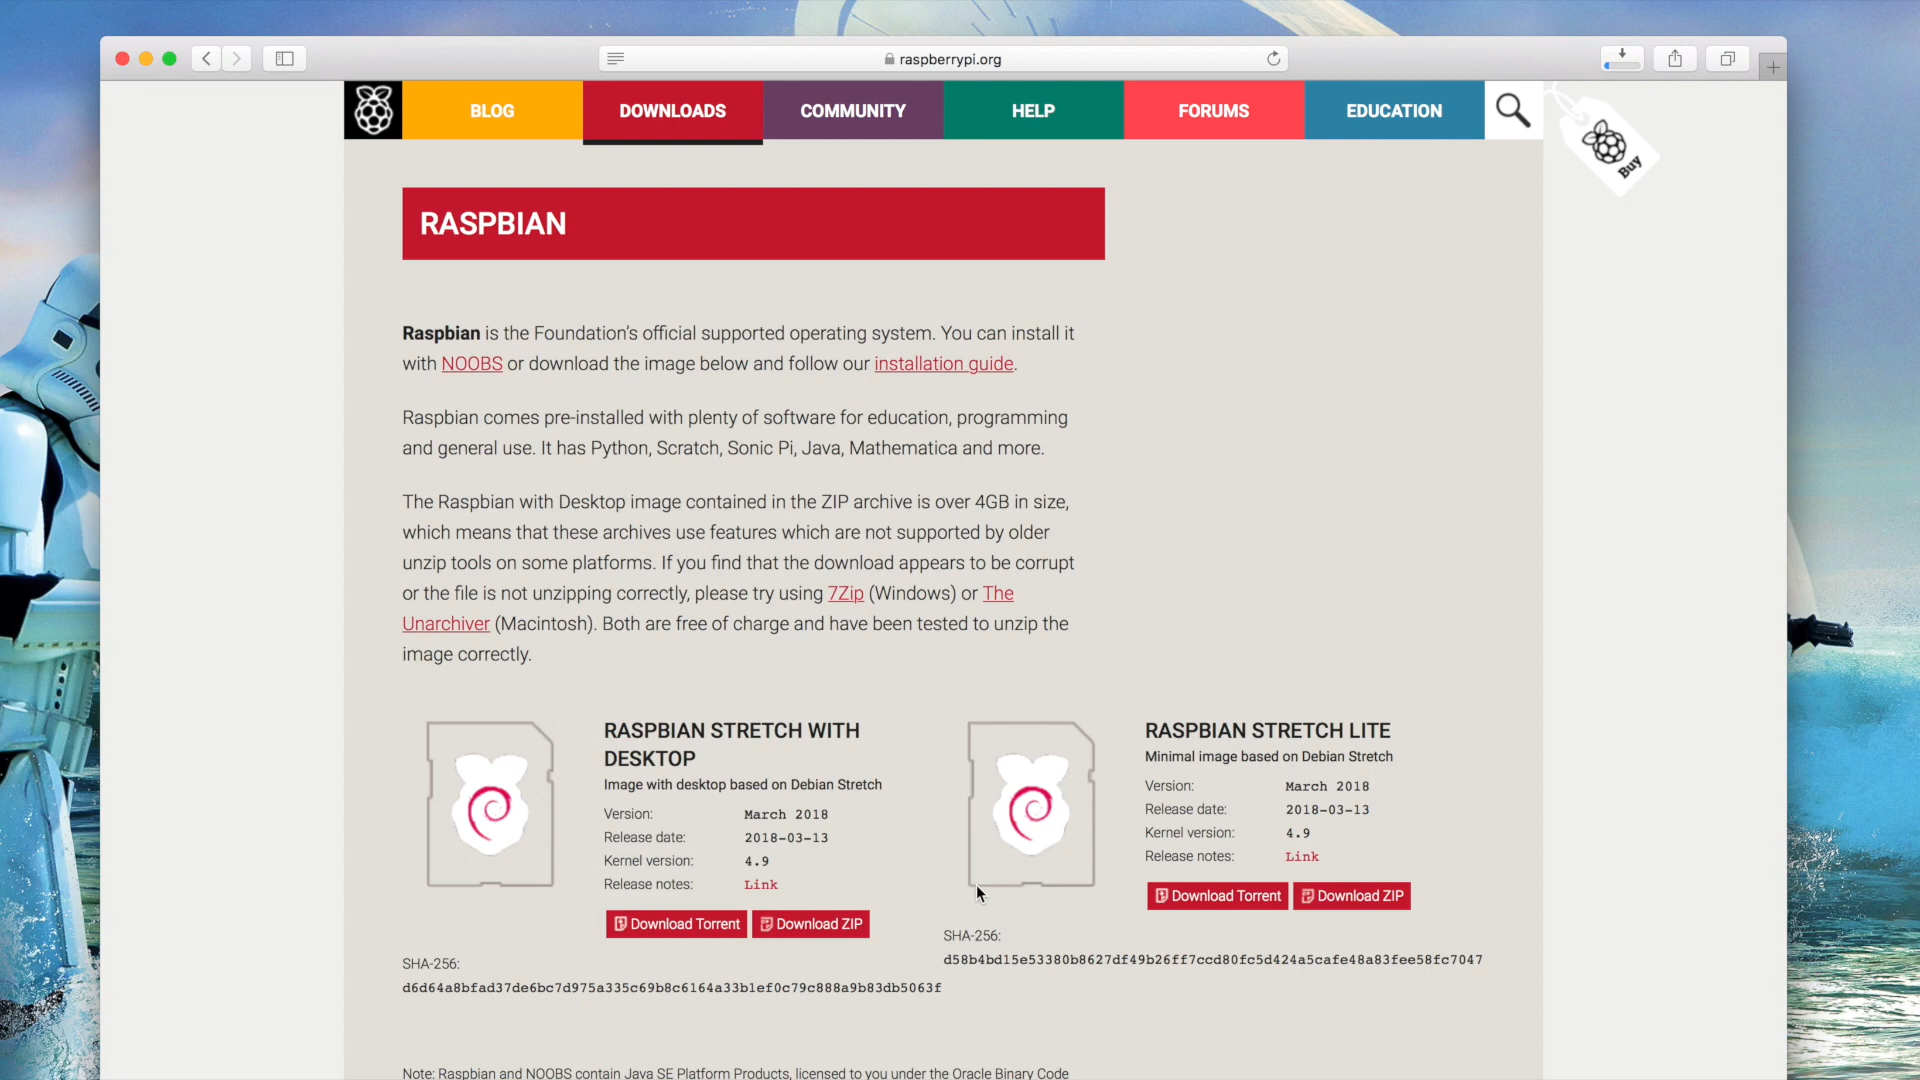 raspberrypi.org
BLOG
DOWNLOADS
COMMUNITY
HELP
FORUMS
EDUCATION
Buy
RASPBIAN
Raspbian is the Foundation's official supported operating system. You can install it
with NOOBS or download the image below and follow our installation guide.
Raspbian comes pre-installed with plenty of software for education, programming
and general use. It has Python, Scratch, Sonic Pi, Java, Mathematica and more.
The Raspbian with Desktop image contained in the ZIP archive is over 4GB in size,
which means that these archives use features which are not supported by older
unzip tools on some platforms. If you find that the download appears to be corrupt
or the file is not unzipping correctly, please try using 7Zip (Windows) or The
Unarchiver (Macintosh). Both are free of charge and have been tested to unzip the
image correctly.
RASPBIAN STRETCH WITH
DESKTOP
Image with desktop based on Debian Stretch
Version: March 2018
Release date: 2018-03-13
Kernel version: 4.9
Release notes: Link
Download Torrent
Download ZIP
SHA-256:
d6d64a8bfad37de6bc7d975a335c69b8c6164a33b1ef0c79c888a9b83db5063f
RASPBIAN STRETCH LITE
Minimal image based on Debian Stretch
Version: March 2018
Release date: 2018-03-13
Kernel version: 4.9
Release notes: Link
Download Torrent
Download ZIP
SHA-256:
d58b4bd15e53380b8627df49b26ff7ccd80fc5d424a5cafe48a83fee58fc7047
Note: Raspbian and NOOBS contain Java SE Platform Products, licensed to you under the Oracle Binary Code